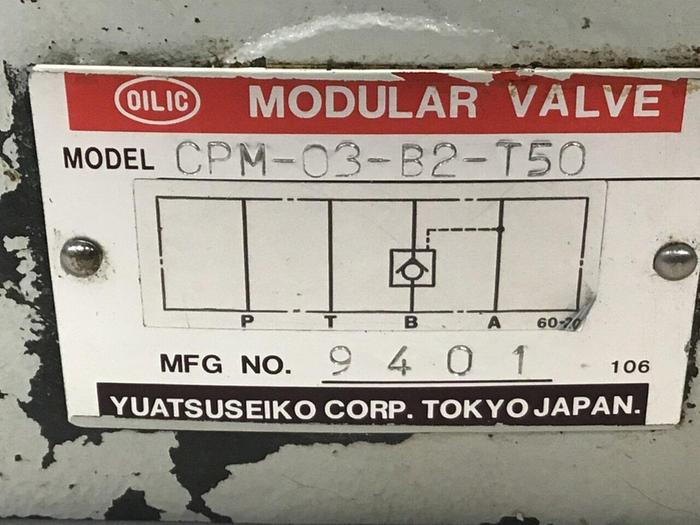 OILIC MODULAR VALVE
MODEL CPM-03-B2-T50
P T B A 60-70
MFG NO. 9401 106
YUATSUSEIKO CORP. TOKYO JAPAN.